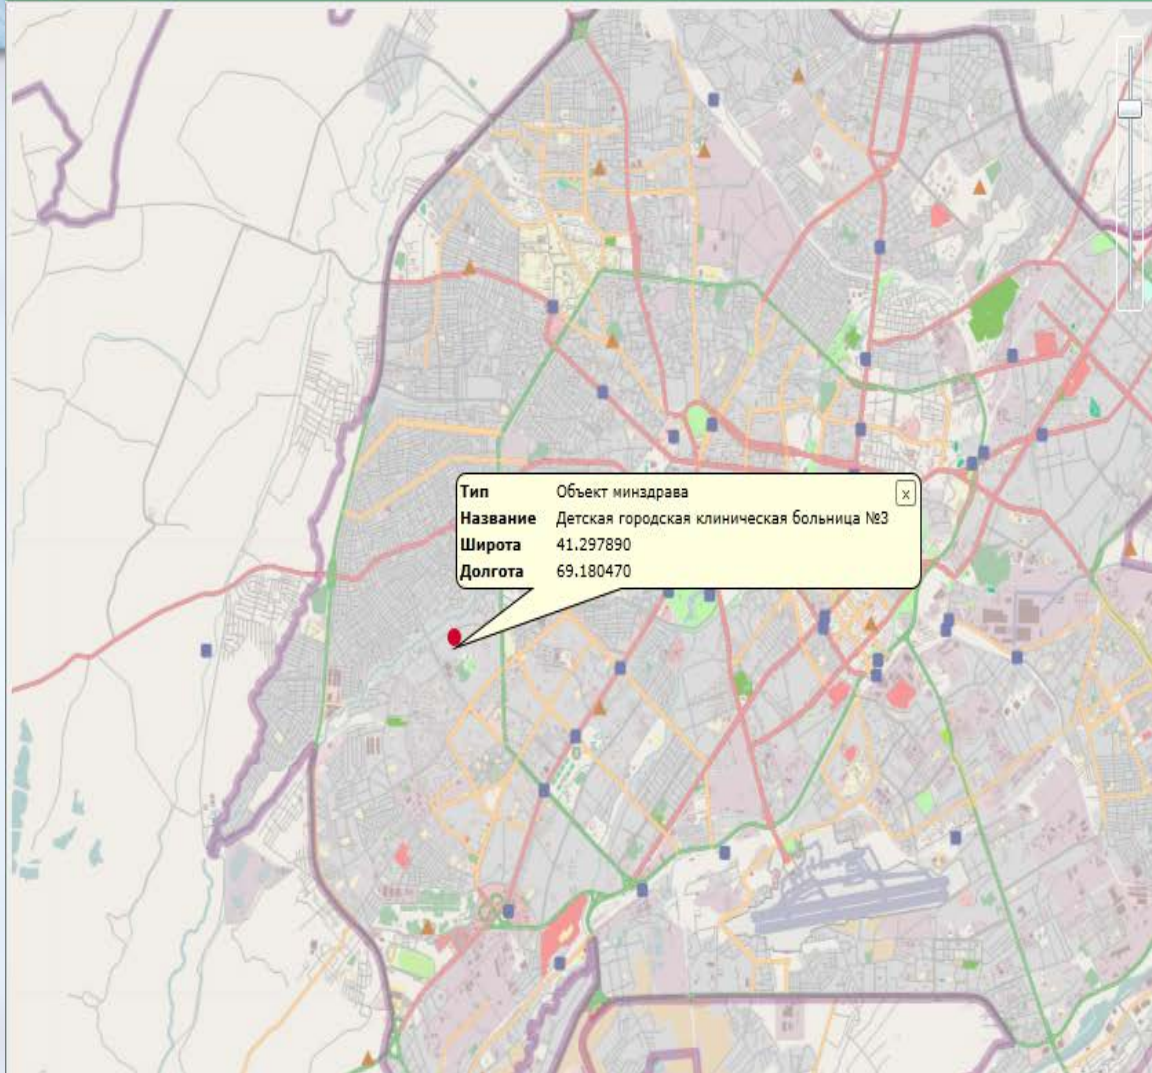 Тип Объект минздрава
Название Детская городская клиническая больница №3
Широта 41.297890
Долгота 69.180470